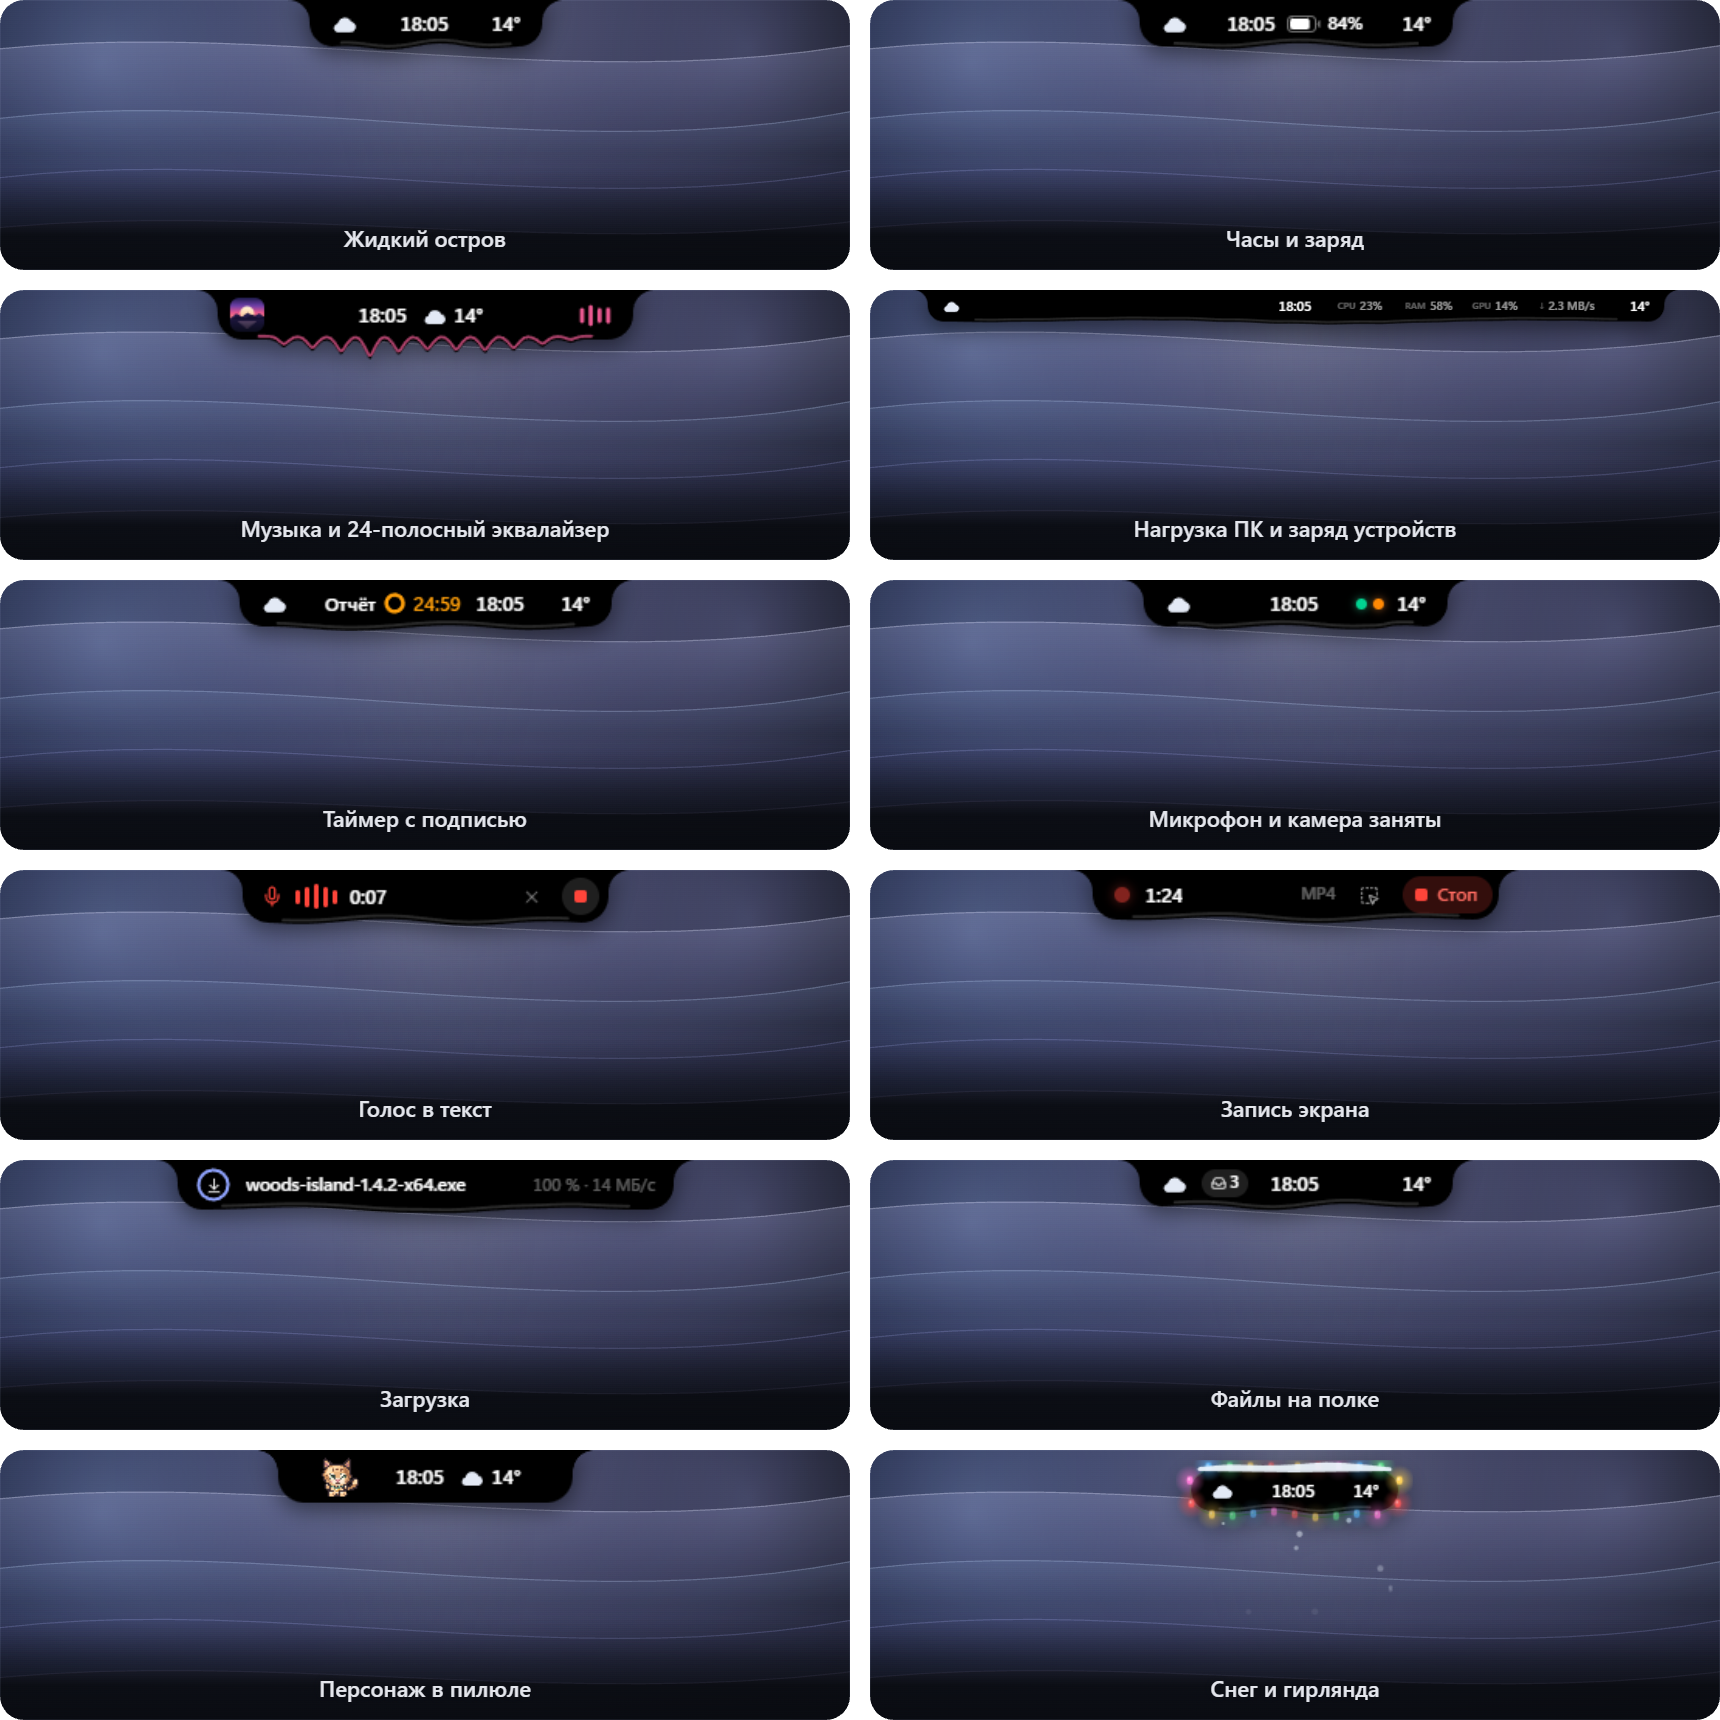 18:05 14°
Жидкий остров
18:05 84% 14°
Часы и заряд
18:05 14°
Музыка и 24-полосный эквалайзер
18:05 CPU 23% RAM 58% GPU 14% ↓ 2.3 MB/s 14°
Нагрузка ПК и заряд устройств
Отчёт 24:59 18:05 14°
Таймер с подписью
18:05 14°
Микрофон и камера заняты
0:07
Голос в текст
1:24 MP4 Стоп
Запись экрана
woods-island-1.4.2-x64.exe 100 % · 14 МБ/с
Загрузка
3 18:05 14°
Файлы на полке
18:05 14°
Персонаж в пилюле
18:05 14°
Снег и гирлянда